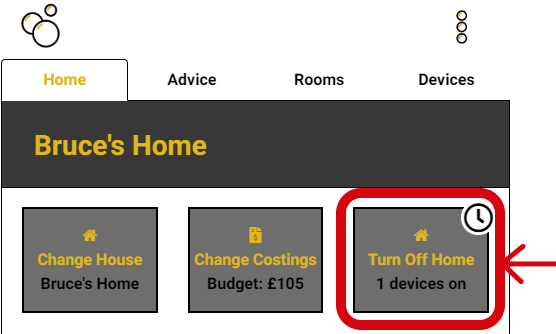 Home Advice Rooms Devices
Bruce's Home
Change House Change Costings Turn Off Home
Bruce's Home Budget: £105 1 devices on